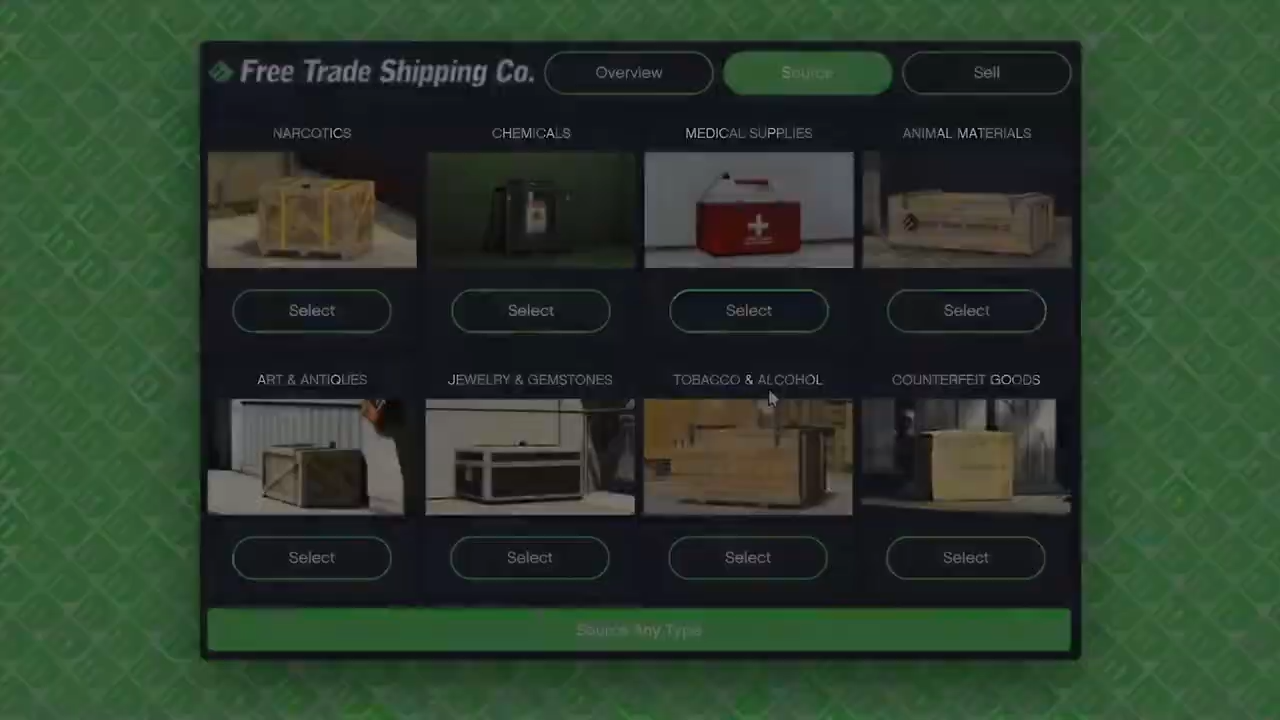 Free Trade Shipping Co.
Overview
Source
Sell
NARCOTICS
CHEMICALS
MEDICAL SUPPLIES
ANIMAL MATERIALS
Select
Select
Select
Select
ART & ANTIQUES
JEWELRY & GEMSTONES
TOBACCO & ALCOHOL
COUNTERFEIT GOODS
Select
Select
Select
Select
Source Any Type